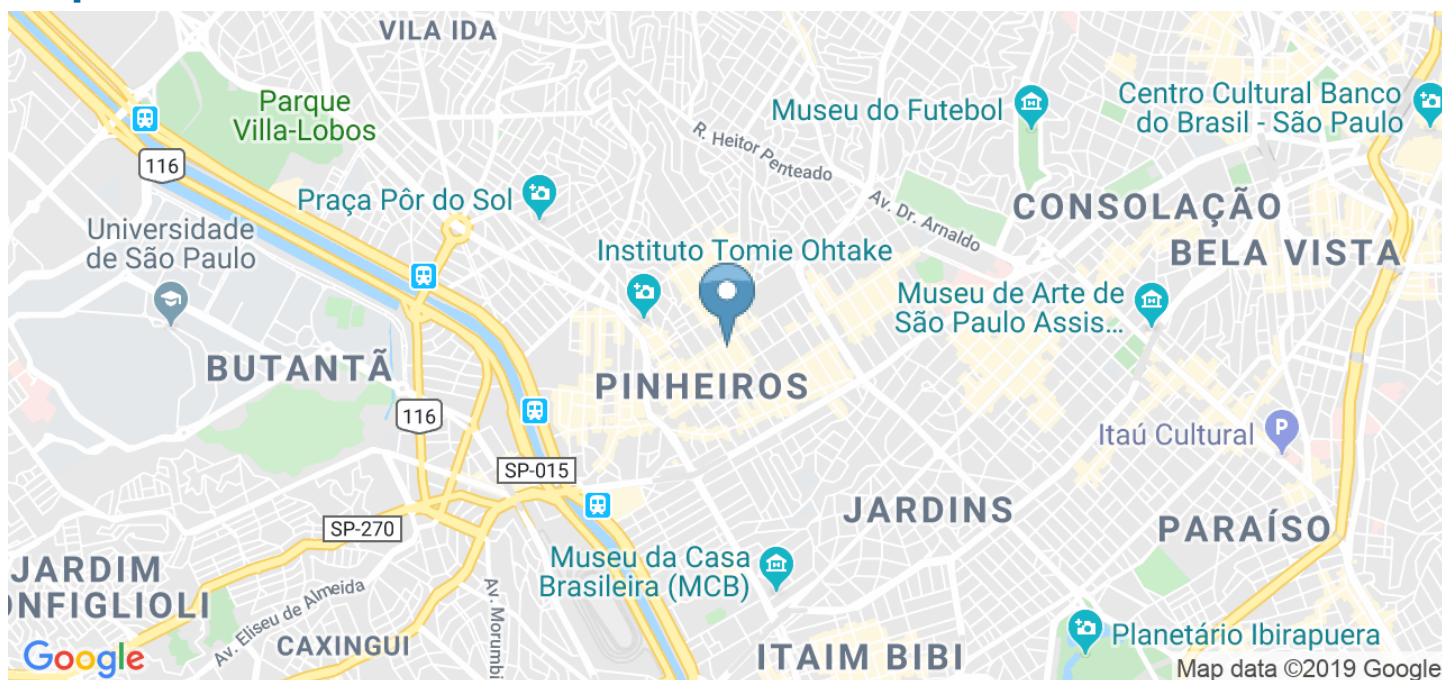 VILA IDA
Parque
Villa-Lobos
Museu do Futebol
Centro Cultural Banco
do Brasil - São Paulo
R. Heitor Penteado
116
Praça Pôr do Sol
Av. Dr. Arnaldo
CONSOLAÇÃO
Universidade
de São Paulo
Instituto Tomie Ohtake
BELA VISTA
Museu de Arte de
São Paulo Assis...
BUTANTÃ
PINHEIROS
116
Itaú Cultural
P
SP-015
SP-270
JARDINS
PARAÍSO
Museu da Casa
Brasileira (MCB)
JARDIM
ONFIGLIOLI
Av. Eliseu de Almeida
Av. Morumbi
CAXINGUI
ITAIM BIBI
Planetário Ibirapuera
Google
Map data ©2019 Google